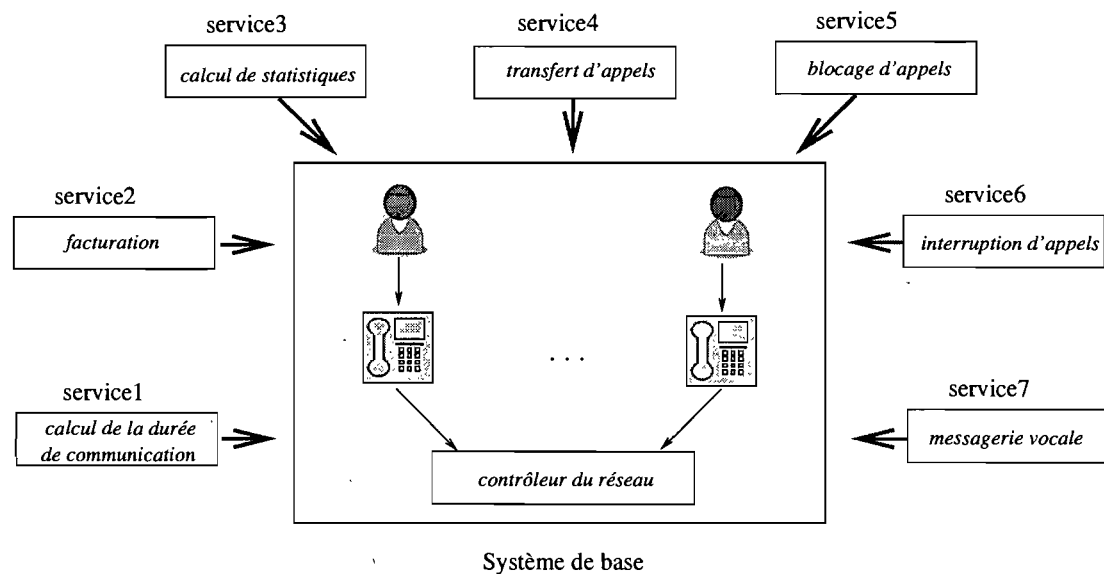 service3
calcul de statistiques
service4
transfert d'appels
service5
blocage d'appels
service2
facturation
service6
interruption d'appels
. . .
service1
calcul de la durée
de communication
service7
messagerie vocale
contrôleur du réseau
Système de base